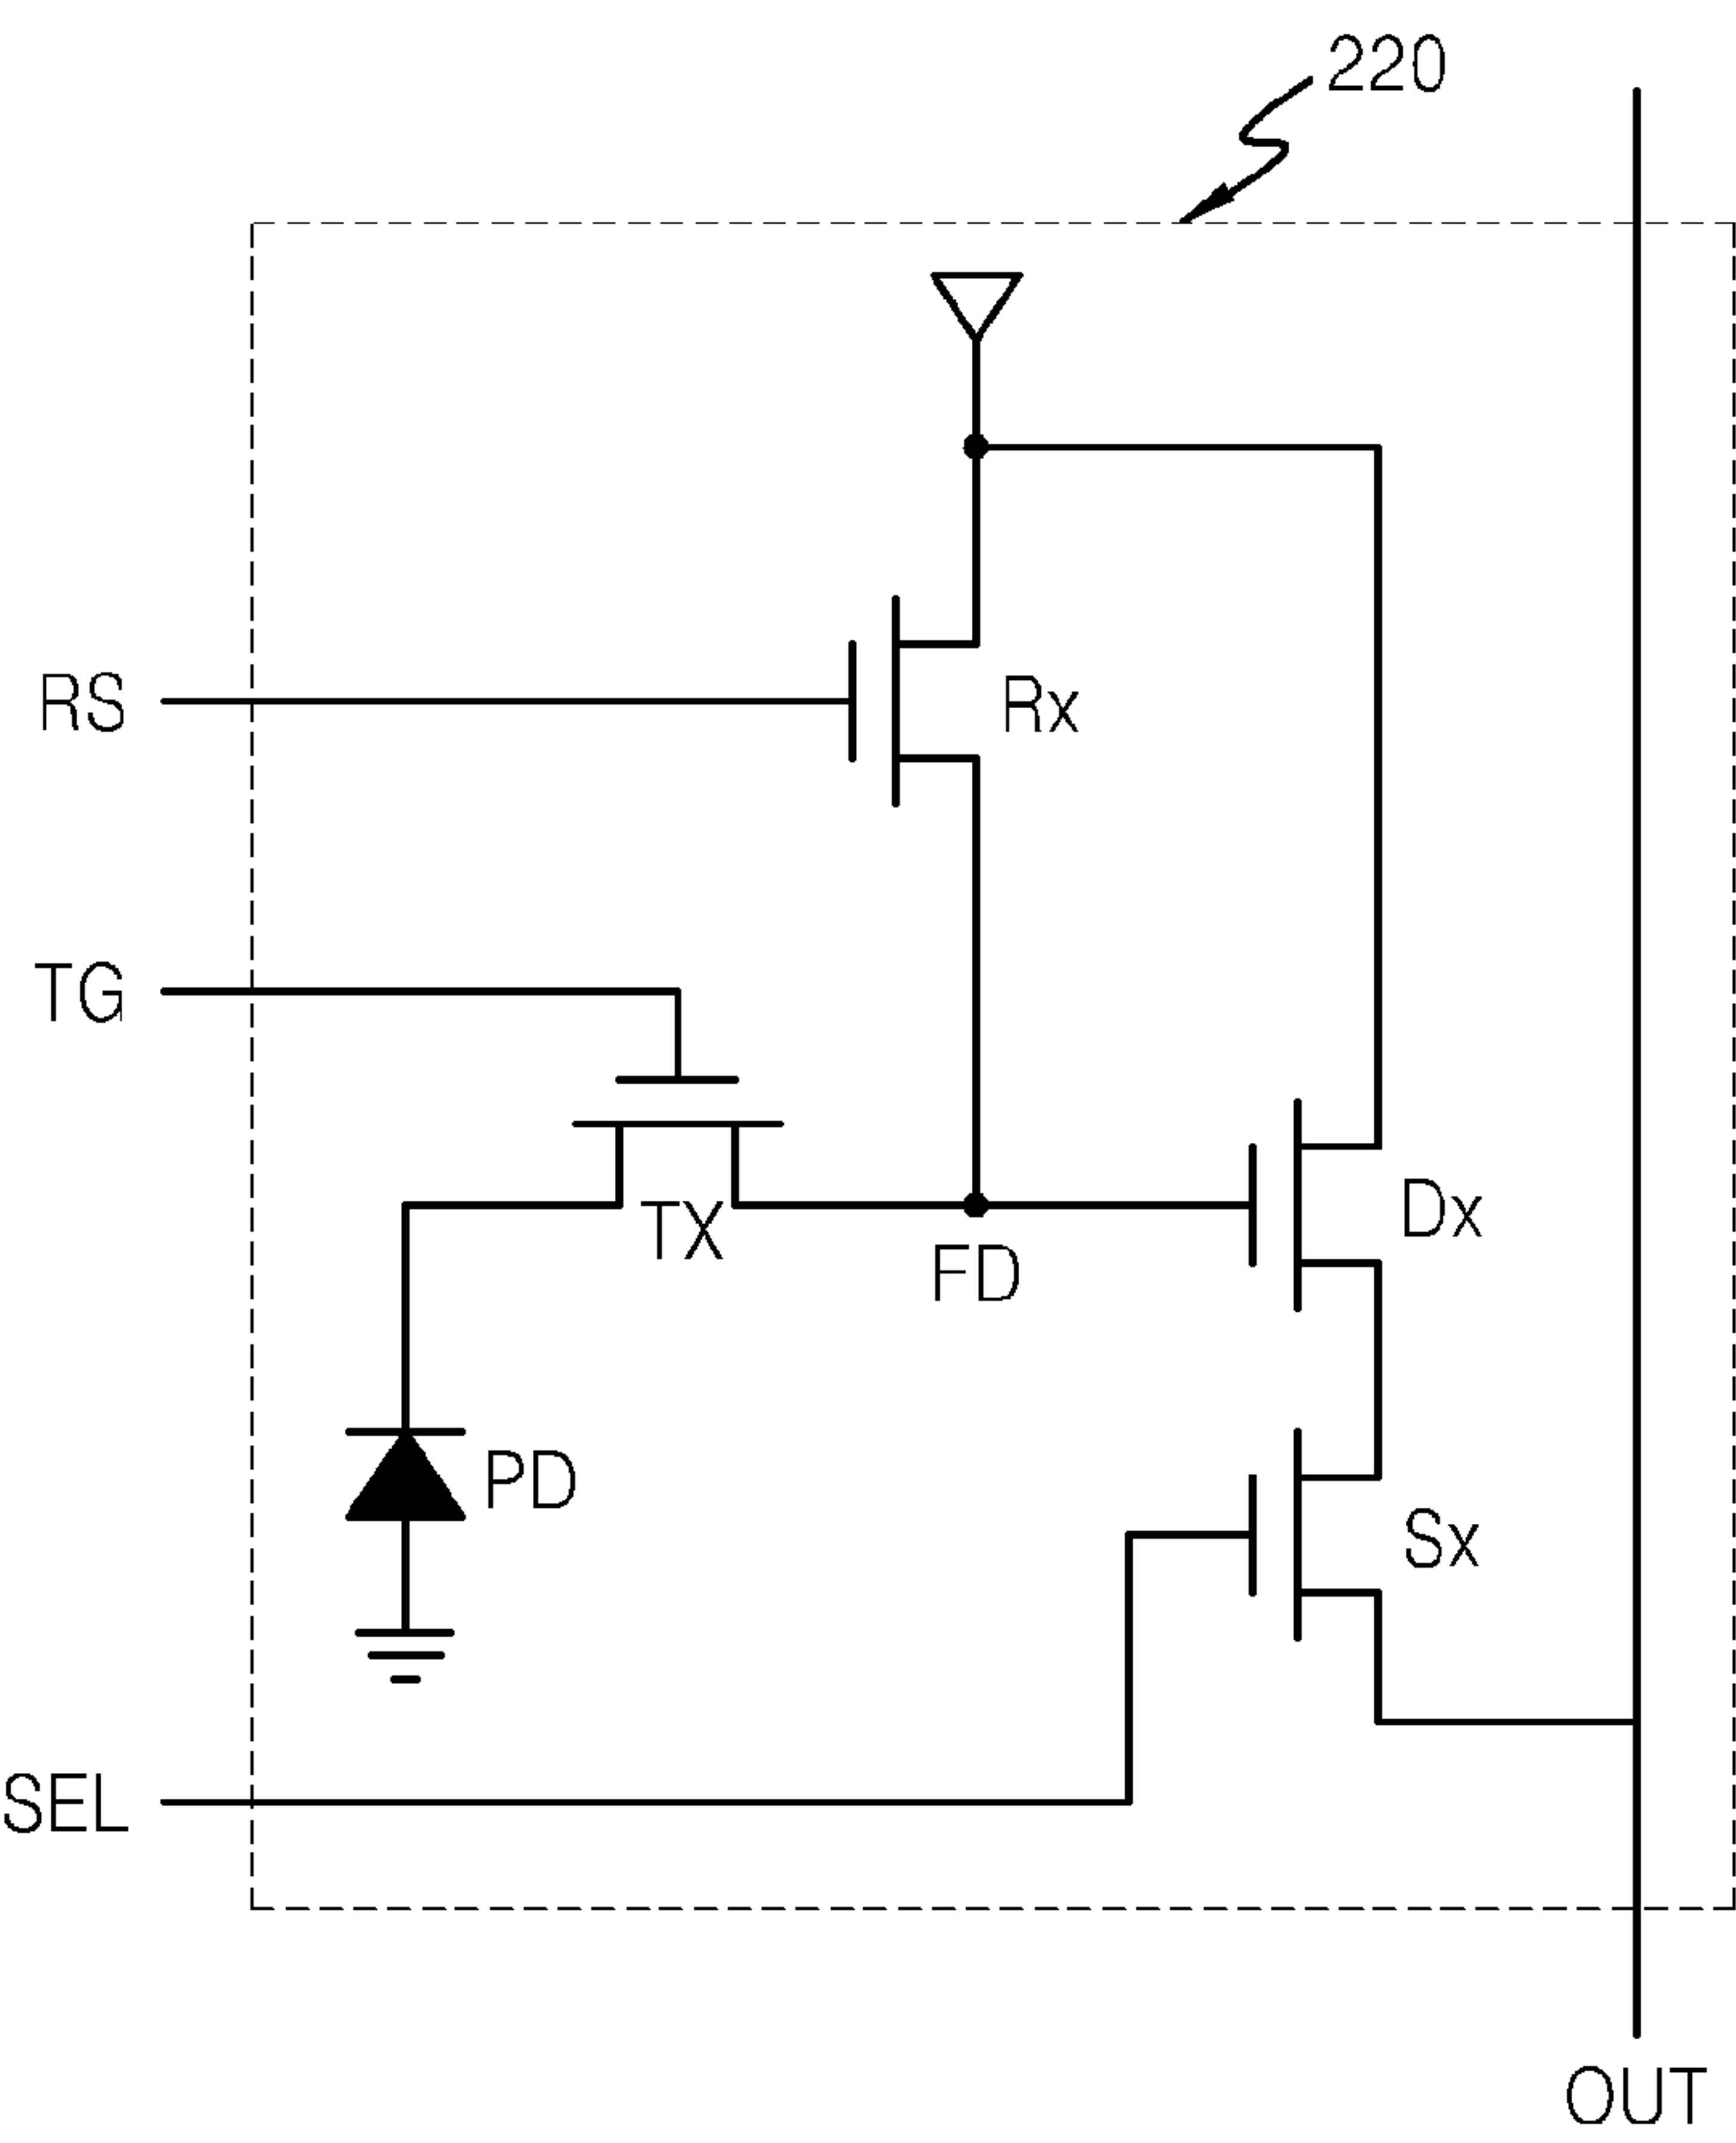 220
RS
Rx
TG
TX
FD
Dx
PD
Sx
SEL
OUT